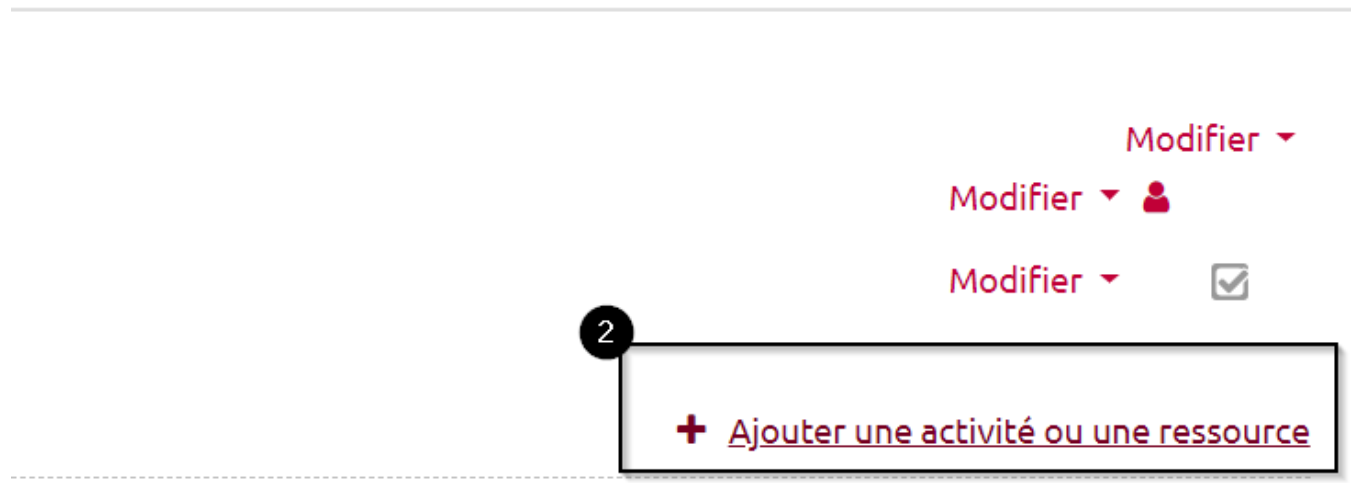 Modifier
Modifier
Modifier
2
Ajouter une activité ou une ressource